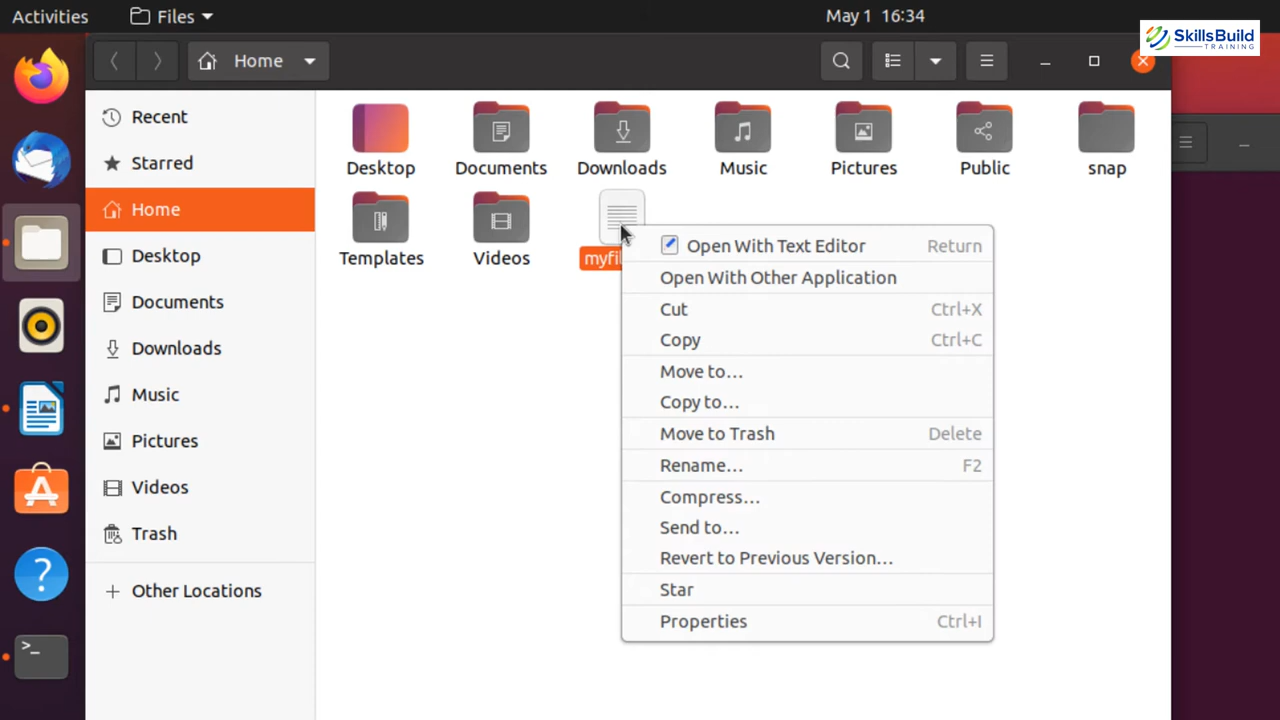 Activities
Files
May 1 16:34
SkillsBuild
TRAINING
Home
Recent
Starred
Home
Desktop
Documents
Downloads
Music
Pictures
Videos
Trash
Other Locations
Desktop
Documents
Downloads
Music
Pictures
Public
snap
Templates
Videos
myfi
Open With Text Editor Return
Open With Other Application
Cut Ctrl+X
Copy Ctrl+C
Move to…
Copy to…
Move to Trash Delete
Rename… F2
Compress…
Send to…
Revert to Previous Version…
Star
Properties Ctrl+I